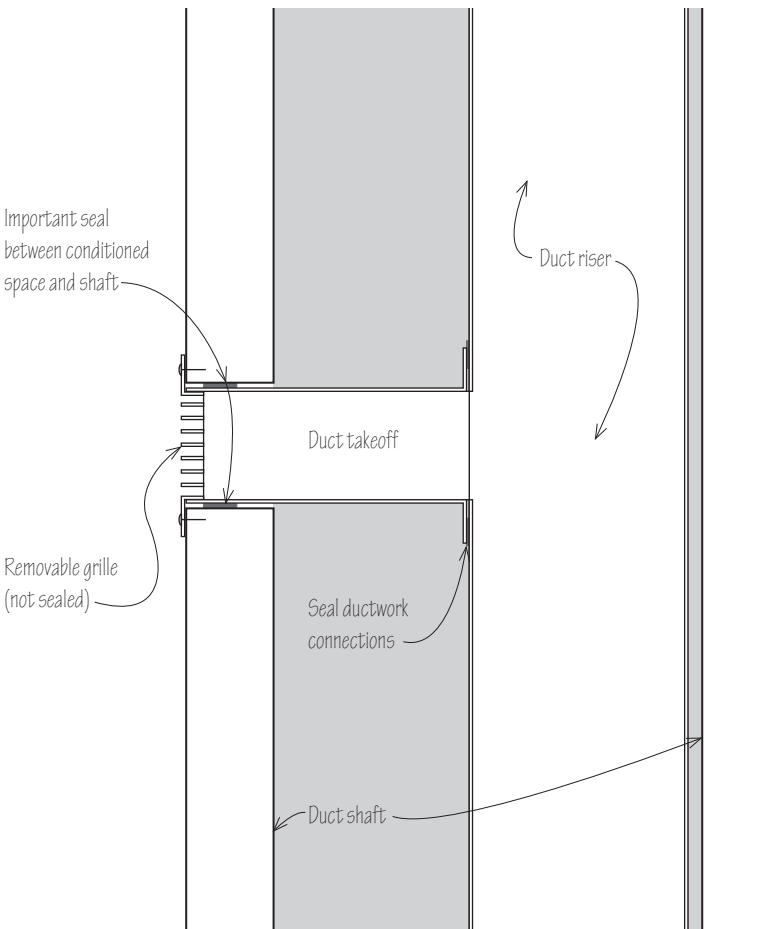 Important seal
between conditioned
space and shaft
Duct riser
Duct takeoff
Removable grille
(not sealed)
Seal ductwork
connections
Duct shaft